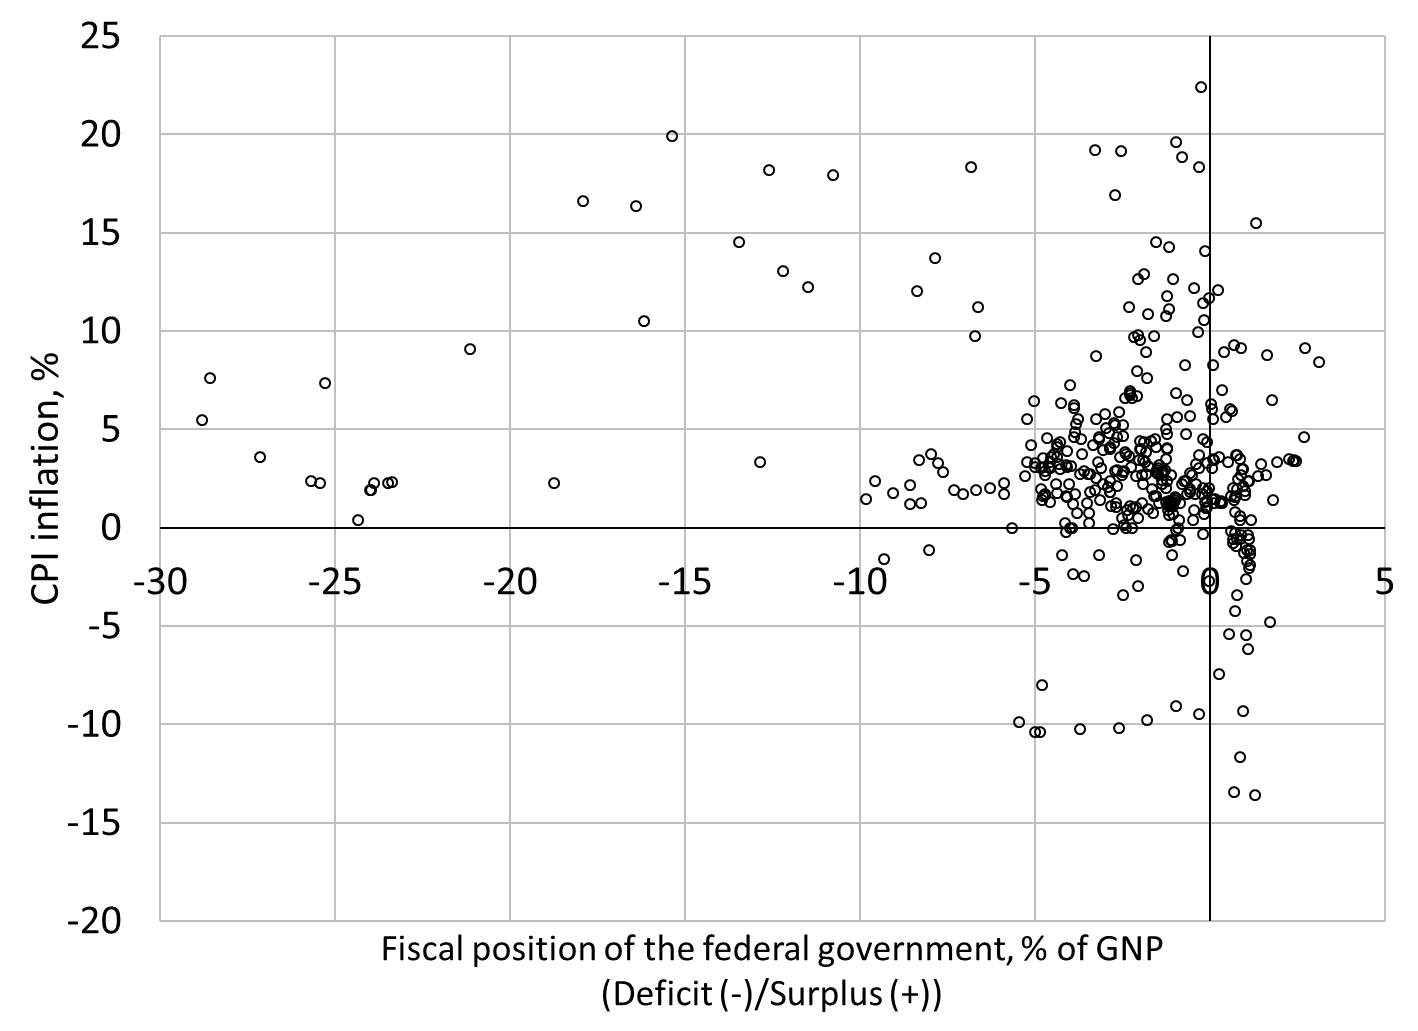 25
20
15
10
5
0
-30 -25 -20 -15 -10 -5 0 5
-5
-10
-15
-20
CPI inflation, %
Fiscal position of the federal government, % of GNP
(Deficit (-)/Surplus (+))